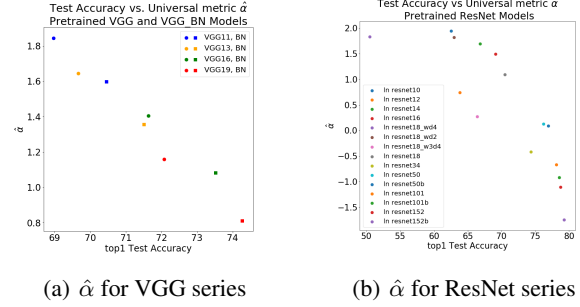 Test Accuracy vs. Universal metric α̂
Pretrained VGG and VGG_BN Models
VGG11, BN
VGG13, BN
VGG16, BN
VGG19, BN
1.8
1.6
1.4
1.2
1.0
0.8
α̂
69 70 71 72 73 74
top1 Test Accuracy
(a) α̂ for VGG series
Test Accuracy vs Universal metric α
Pretrained ResNet Models
2.0
1.5
1.0
0.5
0.0
−0.5
−1.0
−1.5
α̂
ln resnet10
ln resnet12
ln resnet14
ln resnet16
ln resnet18_wd4
ln resnet18_wd2
ln resnet18_w3d4
ln resnet18
ln resnet34
ln resnet50
ln resnet50b
ln resnet101
ln resnet101b
ln resnet152
ln resnet152b
50 55 60 65 70 75 80
top1 Test Accuracy
(b) α̂ for ResNet series